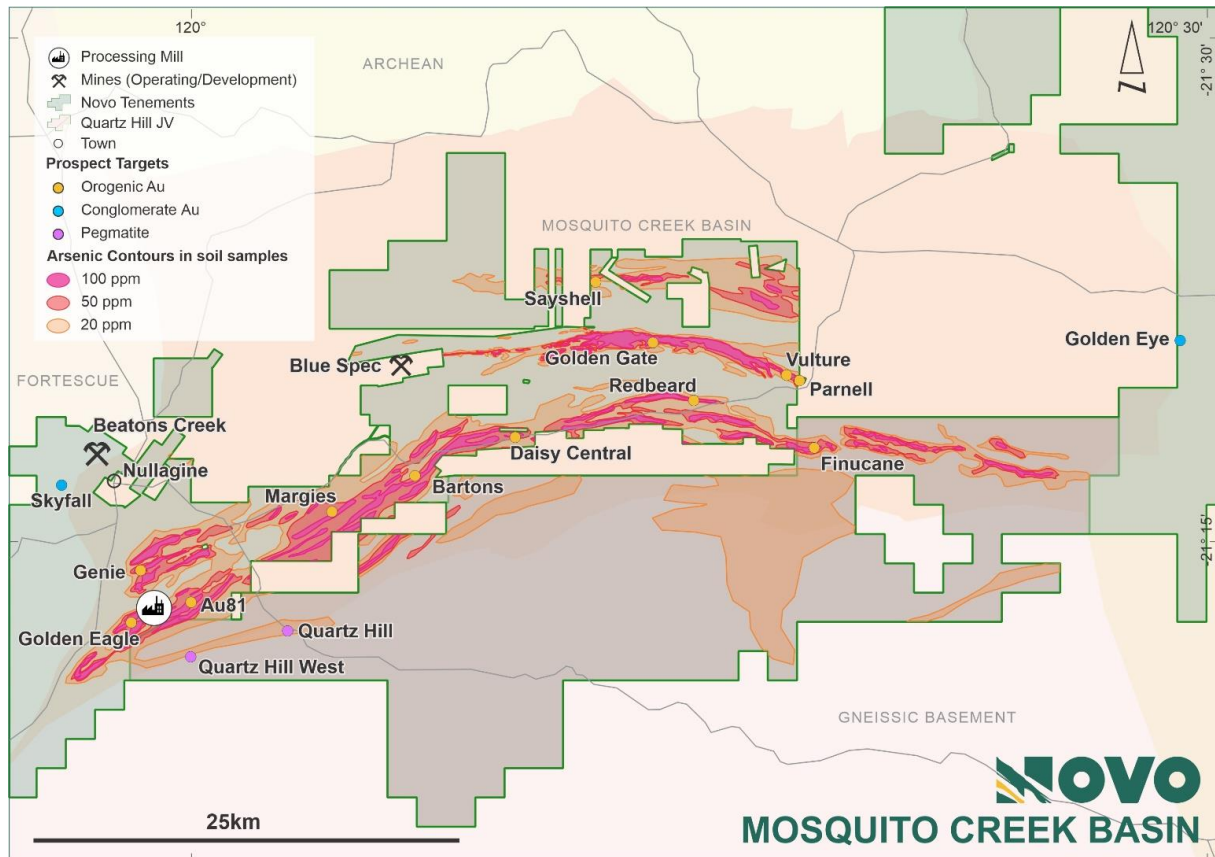 120°
120° 30'
-21° 30'
ARCHEAN
Processing Mill
Mines (Operating/Development)
Novo Tenements
Quartz Hill JV
Town
Prospect Targets
Orogenic Au
Conglomerate Au
Pegmatite
Arsenic Contours in soil samples
100 ppm
50 ppm
20 ppm
N
MOSQUITO CREEK BASIN
Sayshell
Golden Gate
Blue Spec
Vulture
Parnell
Golden Eye
Redbeard
FORTESCUE
Beatons Creek
Nullagine
Skyfall
Daisy Central
Finucane
Bartons
Margies
-21° 15'
Genie
Au81
Golden Eagle
Quartz Hill
Quartz Hill West
GNEISSIC BASEMENT
25km
NOVO
MOSQUITO CREEK BASIN